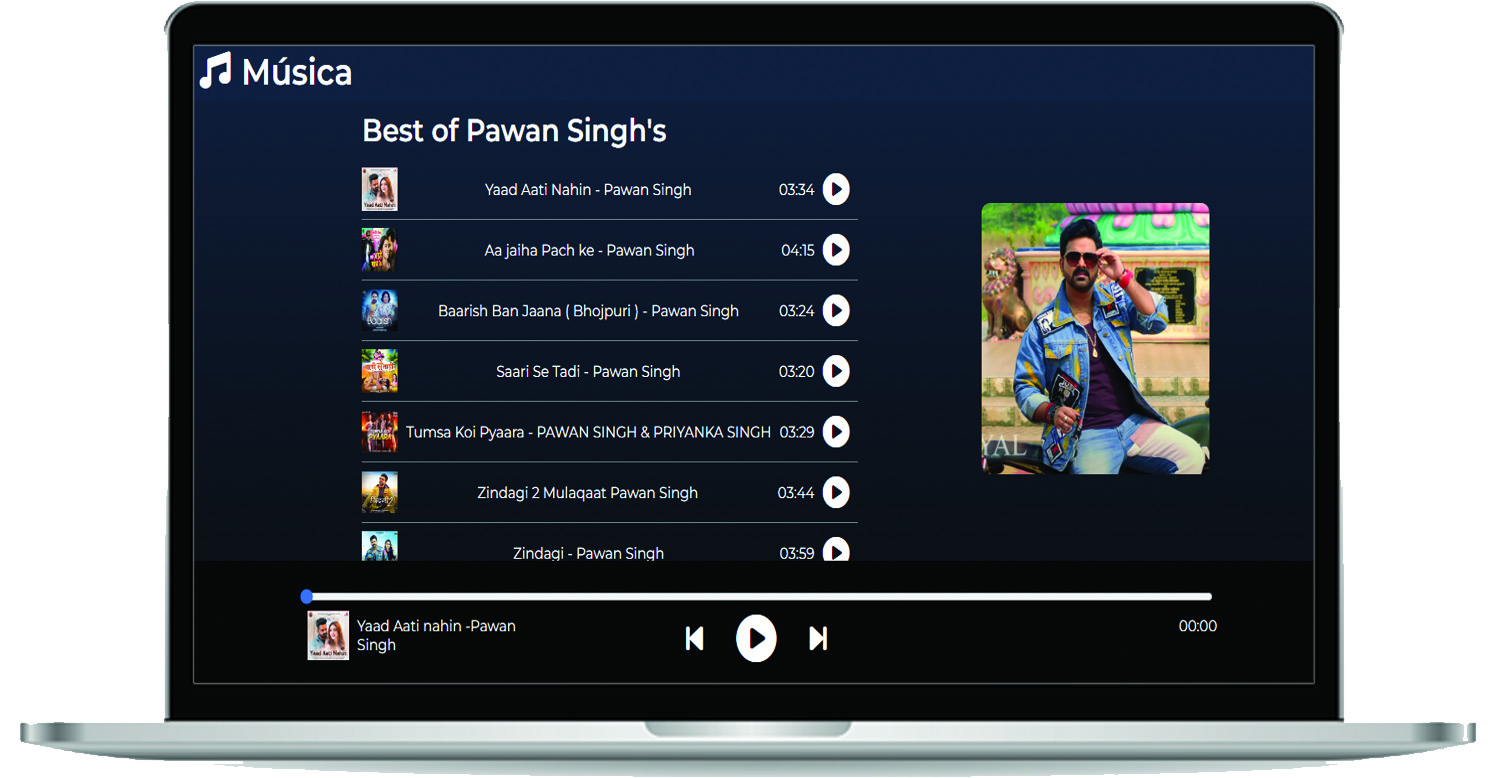 Música
Best of Pawan Singh's
Yaad Aati Nahin - Pawan Singh 03:34
Aa jaiha Pach ke - Pawan Singh 04:15
Baarish Ban Jaana ( Bhojpuri ) - Pawan Singh 03:24
Saari Se Tadi - Pawan Singh 03:20
Tumsa Koi Pyaara - PAWAN SINGH & PRIYANKA SINGH 03:29
Zindagi 2 Mulaqaat Pawan Singh 03:44
Zindagi - Pawan Singh 03:59
YAL
Yaad Aati nahin -Pawan
Singh
00:00
Yaad Aati Nahin